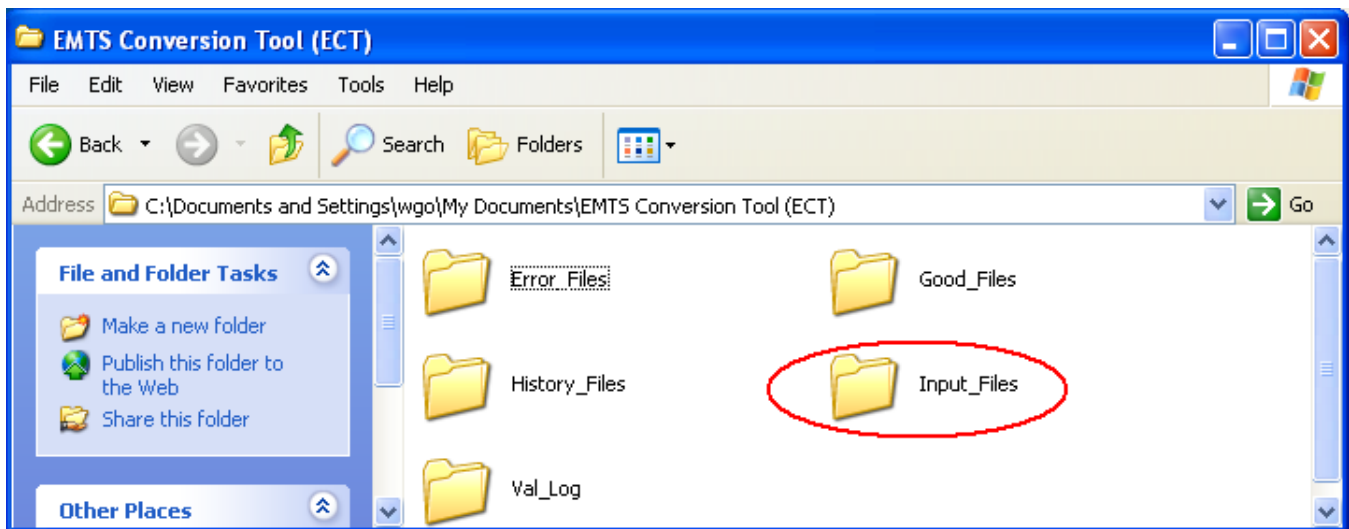 EMTS Conversion Tool (ECT)
File Edit View Favorites Tools Help
Back Search Folders
Address C:\Documents and Settings\wgo\My Documents\EMTS Conversion Tool (ECT) Go
File and Folder Tasks
Make a new folder
Publish this folder to
the Web
Share this folder
Other Places
Error_Files
Good_Files
History_Files
Input_Files
Val_Log